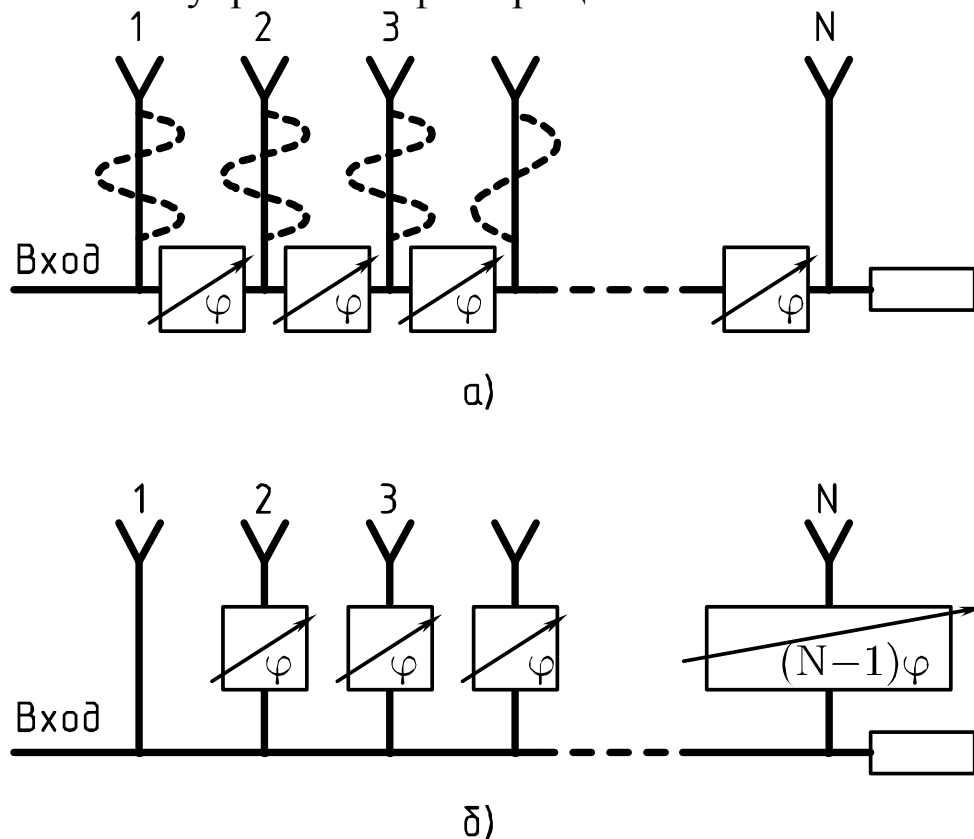 1 2 3 N
Вход
φ φ φ φ
а)
1 2 3 N
φ φ φ (N−1)φ
Вход
б)